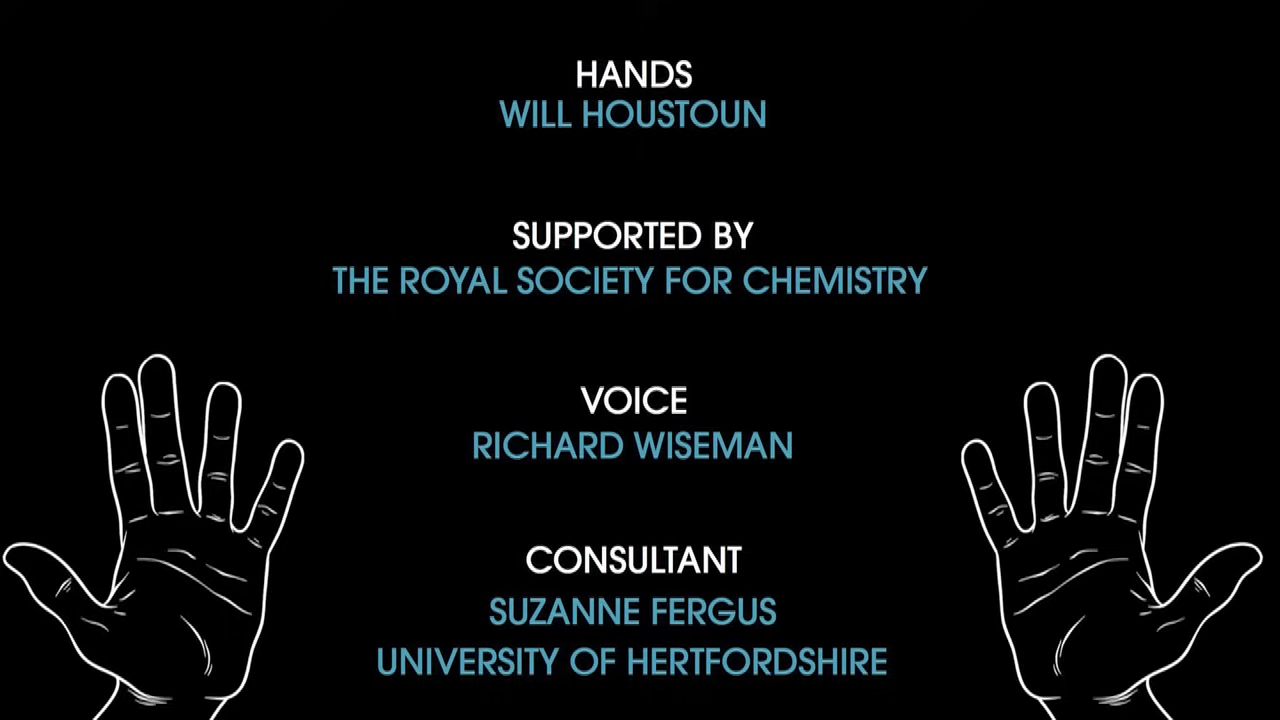 HANDS
WILL HOUSTOUN
SUPPORTED BY
THE ROYAL SOCIETY FOR CHEMISTRY
VOICE
RICHARD WISEMAN
CONSULTANT
SUZANNE FERGUS
UNIVERSITY OF HERTFORDSHIRE